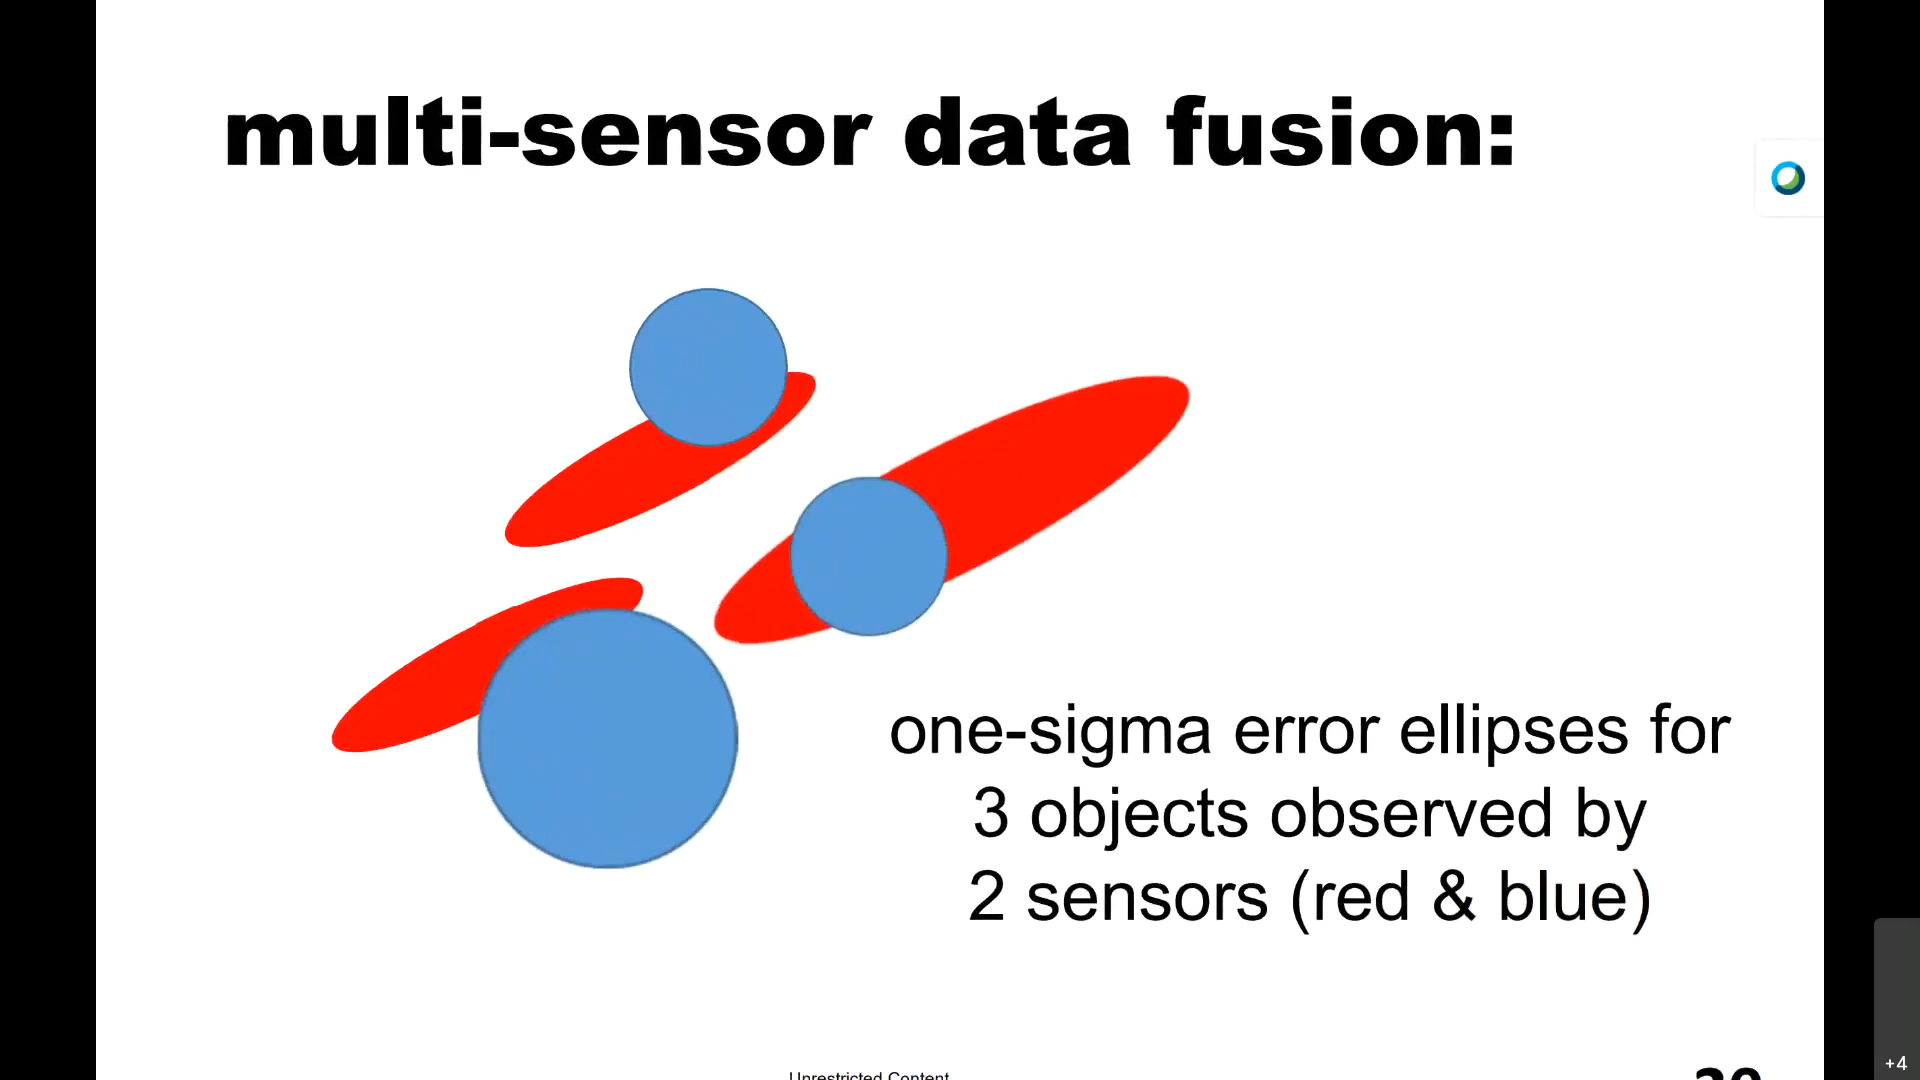 multi-sensor data fusion:
one-sigma error ellipses for
3 objects observed by
2 sensors (red & blue)
Unrestricted Content
+4